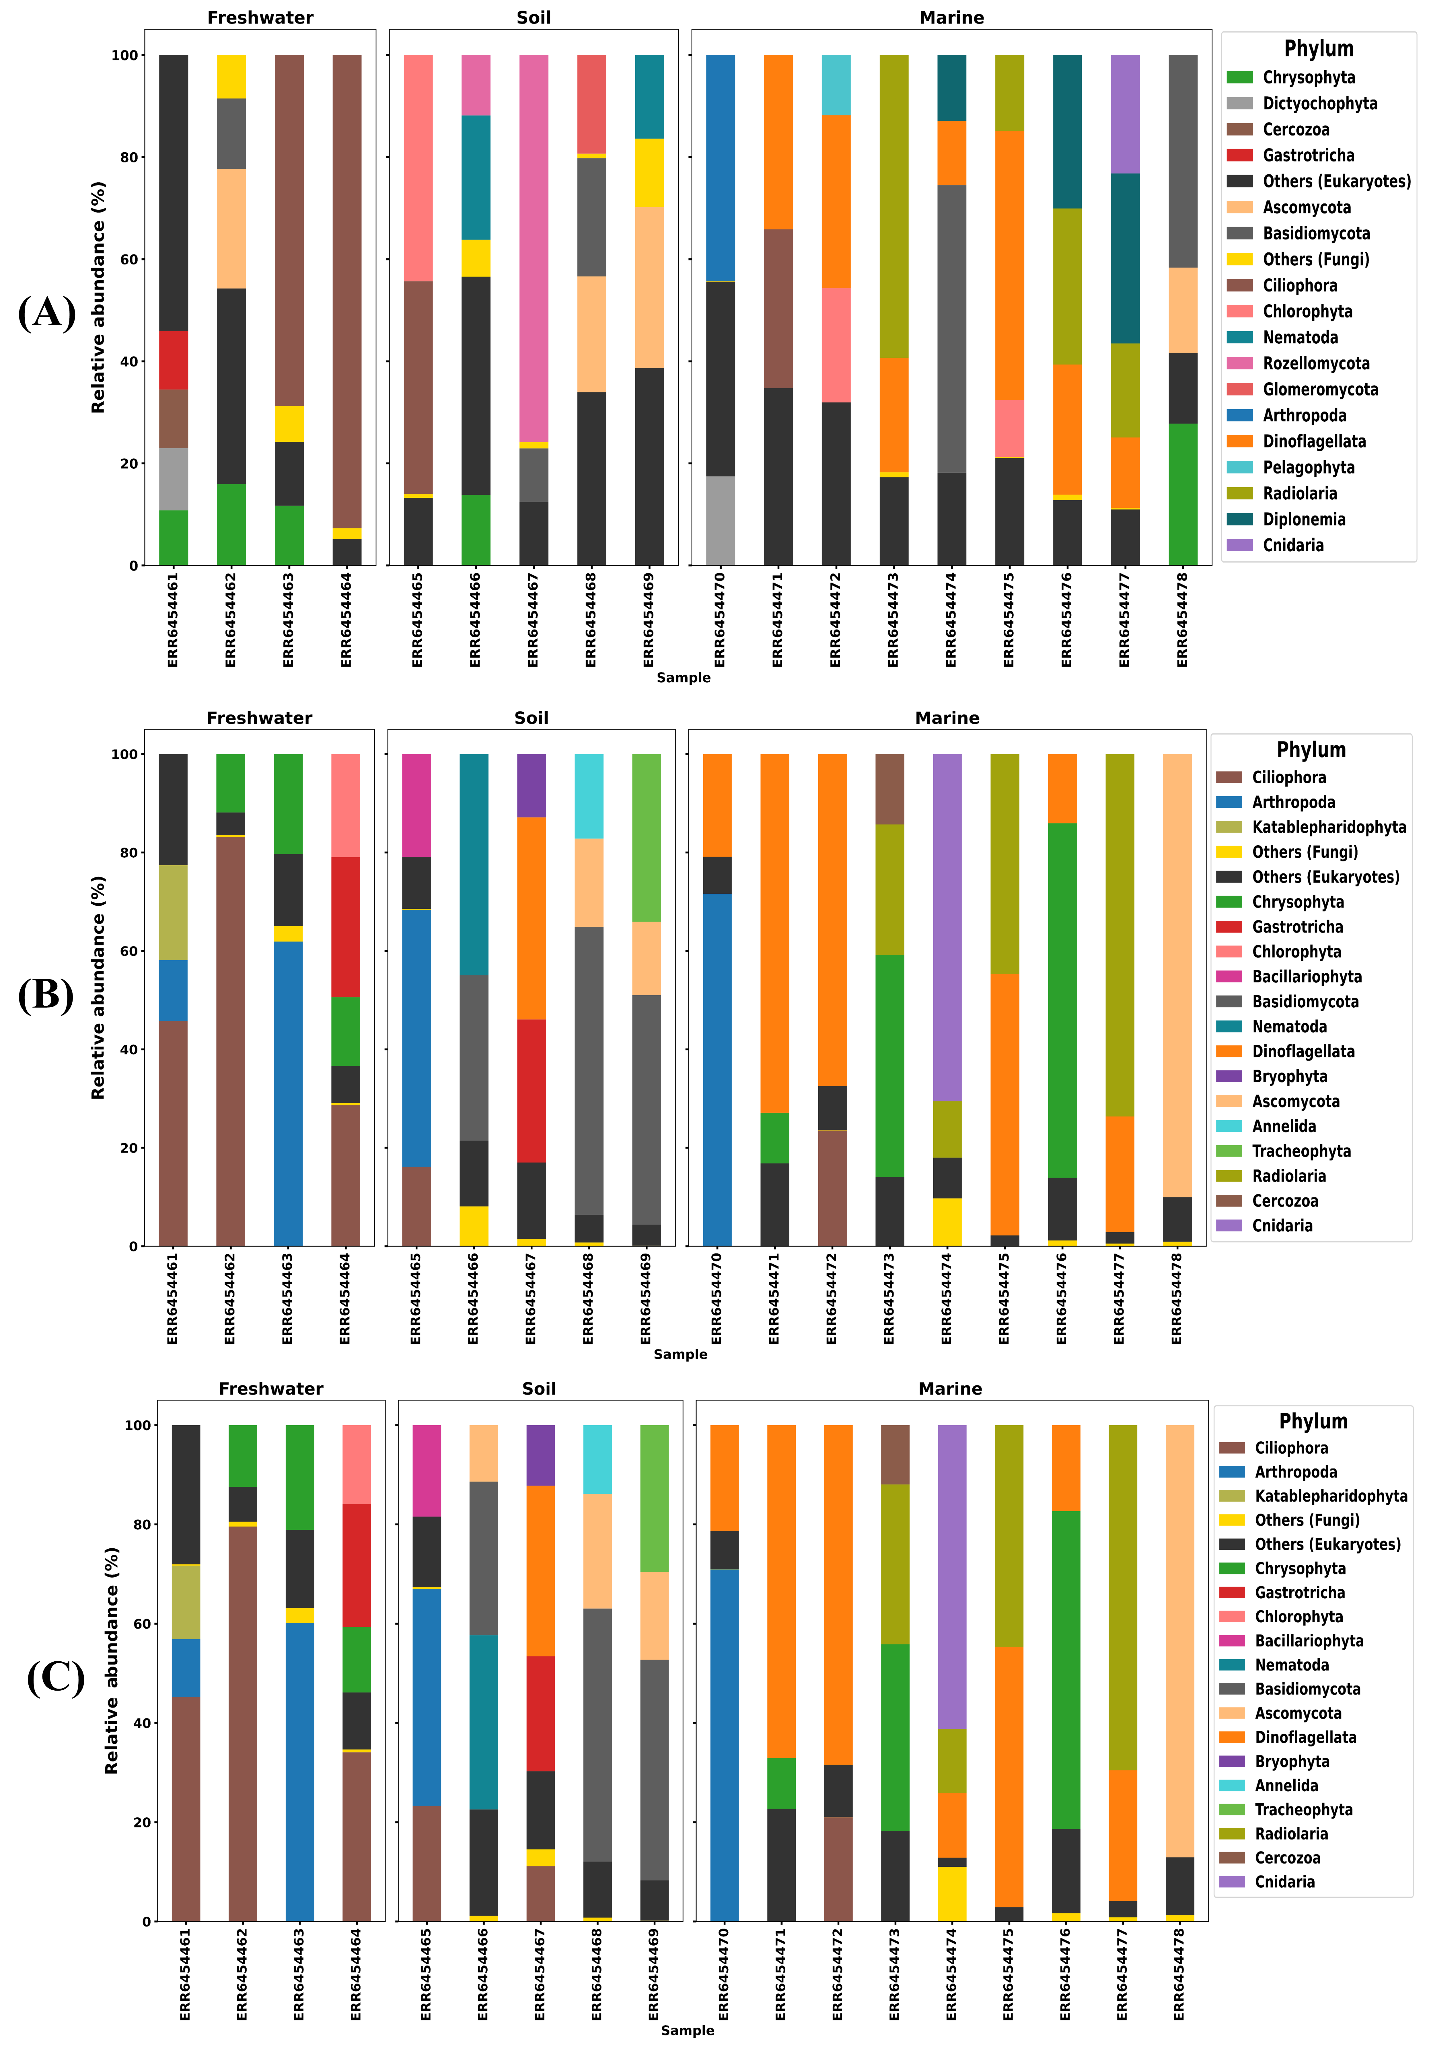 Freshwater
Soil
Marine
(A)
Relative abundance (%)
100
80
60
40
20
0
ERR6454461
ERR6454462
ERR6454463
ERR6454464
ERR6454465
ERR6454466
ERR6454467
ERR6454468
ERR6454469
ERR6454470
ERR6454471
ERR6454472
ERR6454473
ERR6454474
ERR6454475
ERR6454476
ERR6454477
ERR6454478
Sample
Phylum
Chrysophyta
Dictyochophyta
Cercozoa
Gastrotricha
Others (Eukaryotes)
Ascomycota
Basidiomycota
Others (Fungi)
Ciliophora
Chlorophyta
Nematoda
Rozellomycota
Glomeromycota
Arthropoda
Dinoflagellata
Pelagophyta
Radiolaria
Diplonemia
Cnidaria
Freshwater
Soil
Marine
(B)
Relative abundance (%)
100
80
60
40
20
0
ERR6454461
ERR6454462
ERR6454463
ERR6454464
ERR6454465
ERR6454466
ERR6454467
ERR6454468
ERR6454469
ERR6454470
ERR6454471
ERR6454472
ERR6454473
ERR6454474
ERR6454475
ERR6454476
ERR6454477
ERR6454478
Sample
Phylum
Ciliophora
Arthropoda
Katablepharidophyta
Others (Fungi)
Others (Eukaryotes)
Chrysophyta
Gastrotricha
Chlorophyta
Bacillariophyta
Basidiomycota
Nematoda
Dinoflagellata
Bryophyta
Ascomycota
Annelida
Tracheophyta
Radiolaria
Cercozoa
Cnidaria
Freshwater
Soil
Marine
(C)
Relative abundance (%)
100
80
60
40
20
0
ERR6454461
ERR6454462
ERR6454463
ERR6454464
ERR6454465
ERR6454466
ERR6454467
ERR6454468
ERR6454469
ERR6454470
ERR6454471
ERR6454472
ERR6454473
ERR6454474
ERR6454475
ERR6454476
ERR6454477
ERR6454478
Sample
Phylum
Ciliophora
Arthropoda
Katablepharidophyta
Others (Fungi)
Others (Eukaryotes)
Chrysophyta
Gastrotricha
Chlorophyta
Bacillariophyta
Nematoda
Basidiomycota
Ascomycota
Dinoflagellata
Bryophyta
Annelida
Tracheophyta
Radiolaria
Cercozoa
Cnidaria